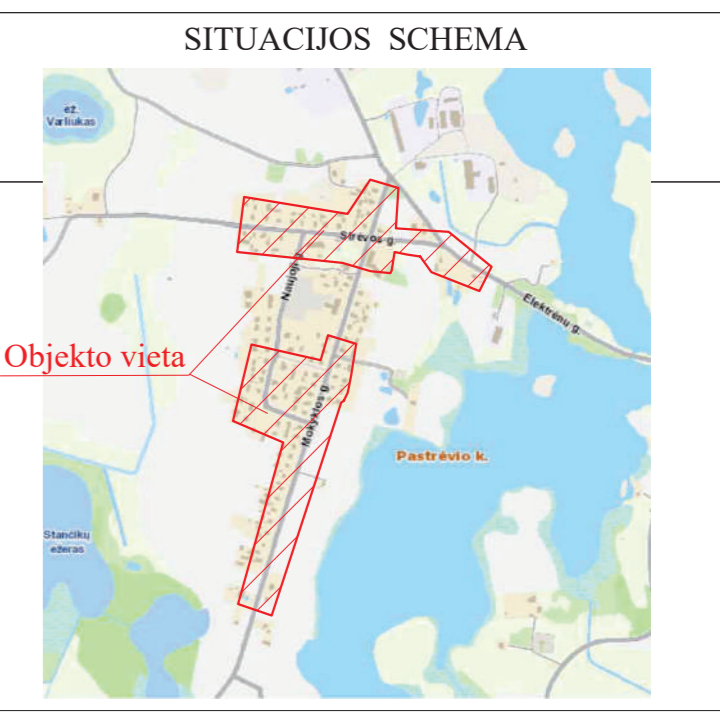 SITUACIJOS SCHEMA
ež.
Varliukas
Strėvos g.
Naujoji g.
Elektrėnų g.
Objekto vieta
Mokyklos g.
Pastrėvio k.
Stančikų
ežeras